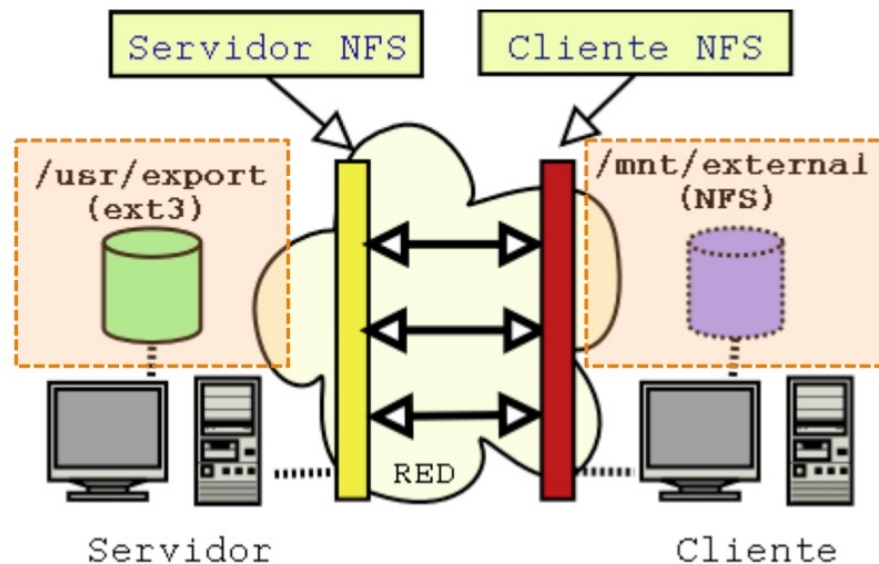 Servidor NFS
Cliente NFS
/usr/export
(ext3)
/mnt/external
(NFS)
RED
Servidor
Cliente